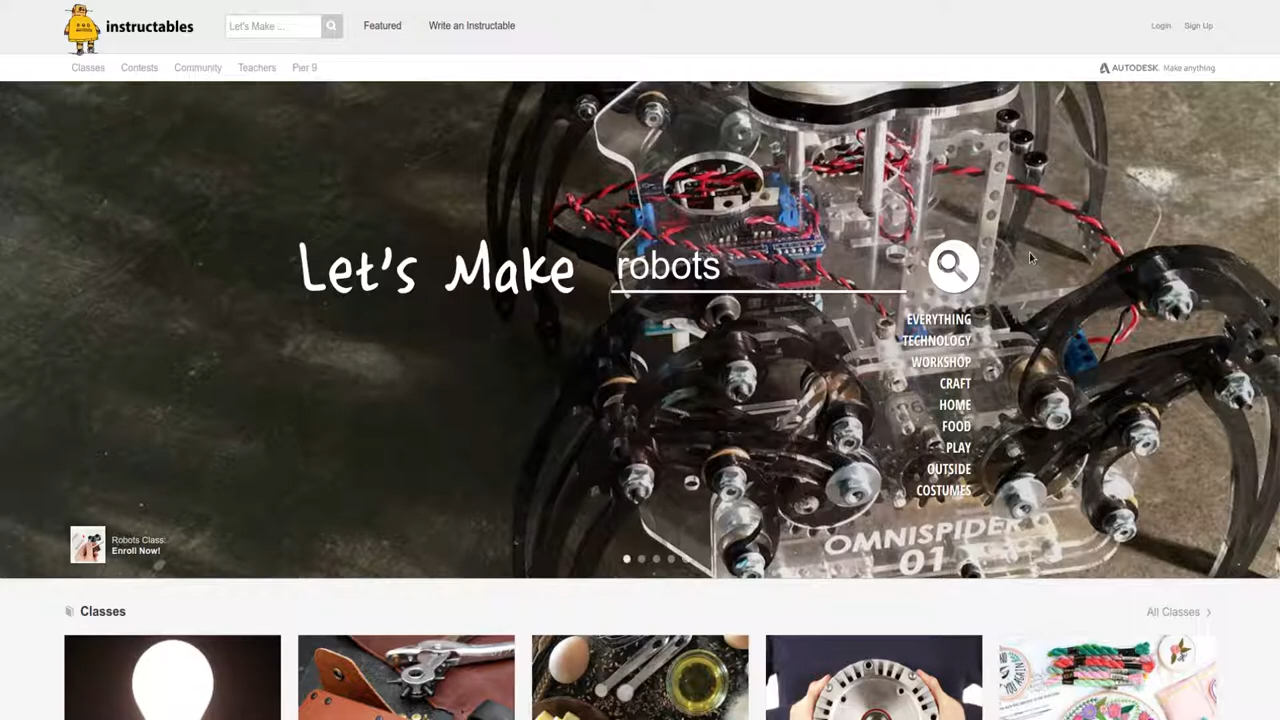 instructables
Let's Make ...
Featured
Write an Instructable
Login
Sign Up
Classes
Contests
Community
Teachers
Pier 9
AUTODESK. Make anything
Let's Make robots
EVERYTHING
TECHNOLOGY
WORKSHOP
CRAFT
HOME
FOOD
PLAY
OUTSIDE
COSTUMES
OMNISPIDER
01
Robots Class:
Enroll Now!
Classes
All Classes